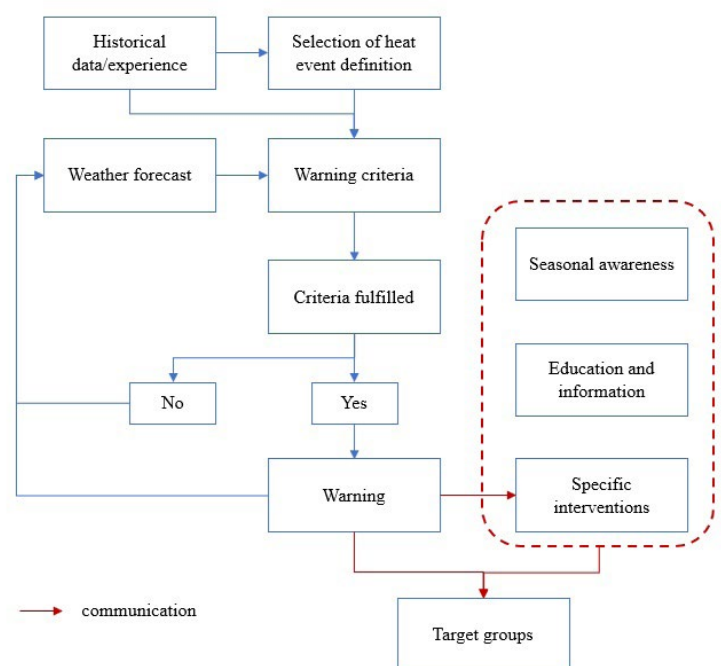 Historical
data/experience
Selection of heat
event definition
Weather forecast
Warning criteria
Seasonal awareness
Criteria fulfilled
Education and
information
No
Yes
Warning
Specific
interventions
communication
Target groups